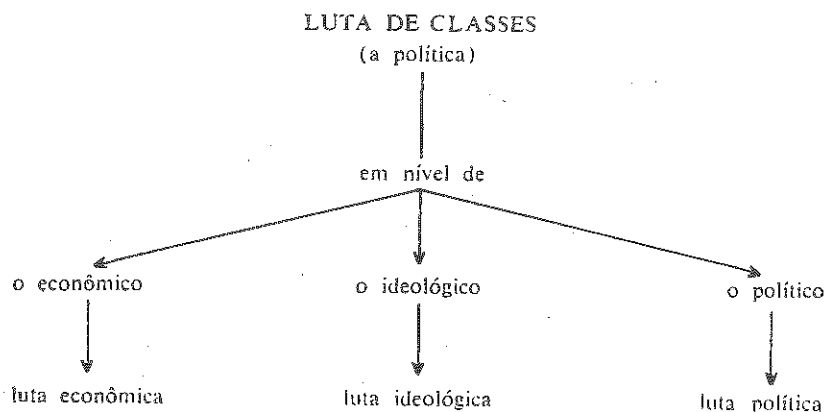 LUTA DE CLASSES
(a política)
em nível de
o econômico o ideológico o político
luta econômica luta ideológica luta política